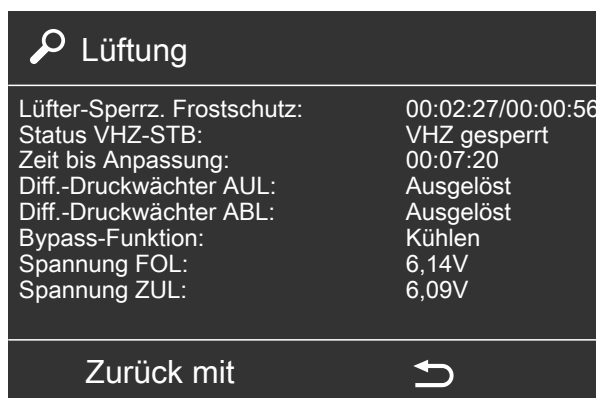 Lüftung
Lüfter-Sperrz. Frostschutz: 00:02:27/00:00:56
Status VHZ-STB: VHZ gesperrt
Zeit bis Anpassung: 00:07:20
Diff.-Druckwächter AUL: Ausgelöst
Diff.-Druckwächter ABL: Ausgelöst
Bypass-Funktion: Kühlen
Spannung FOL: 6,14V
Spannung ZUL: 6,09V
Zurück mit